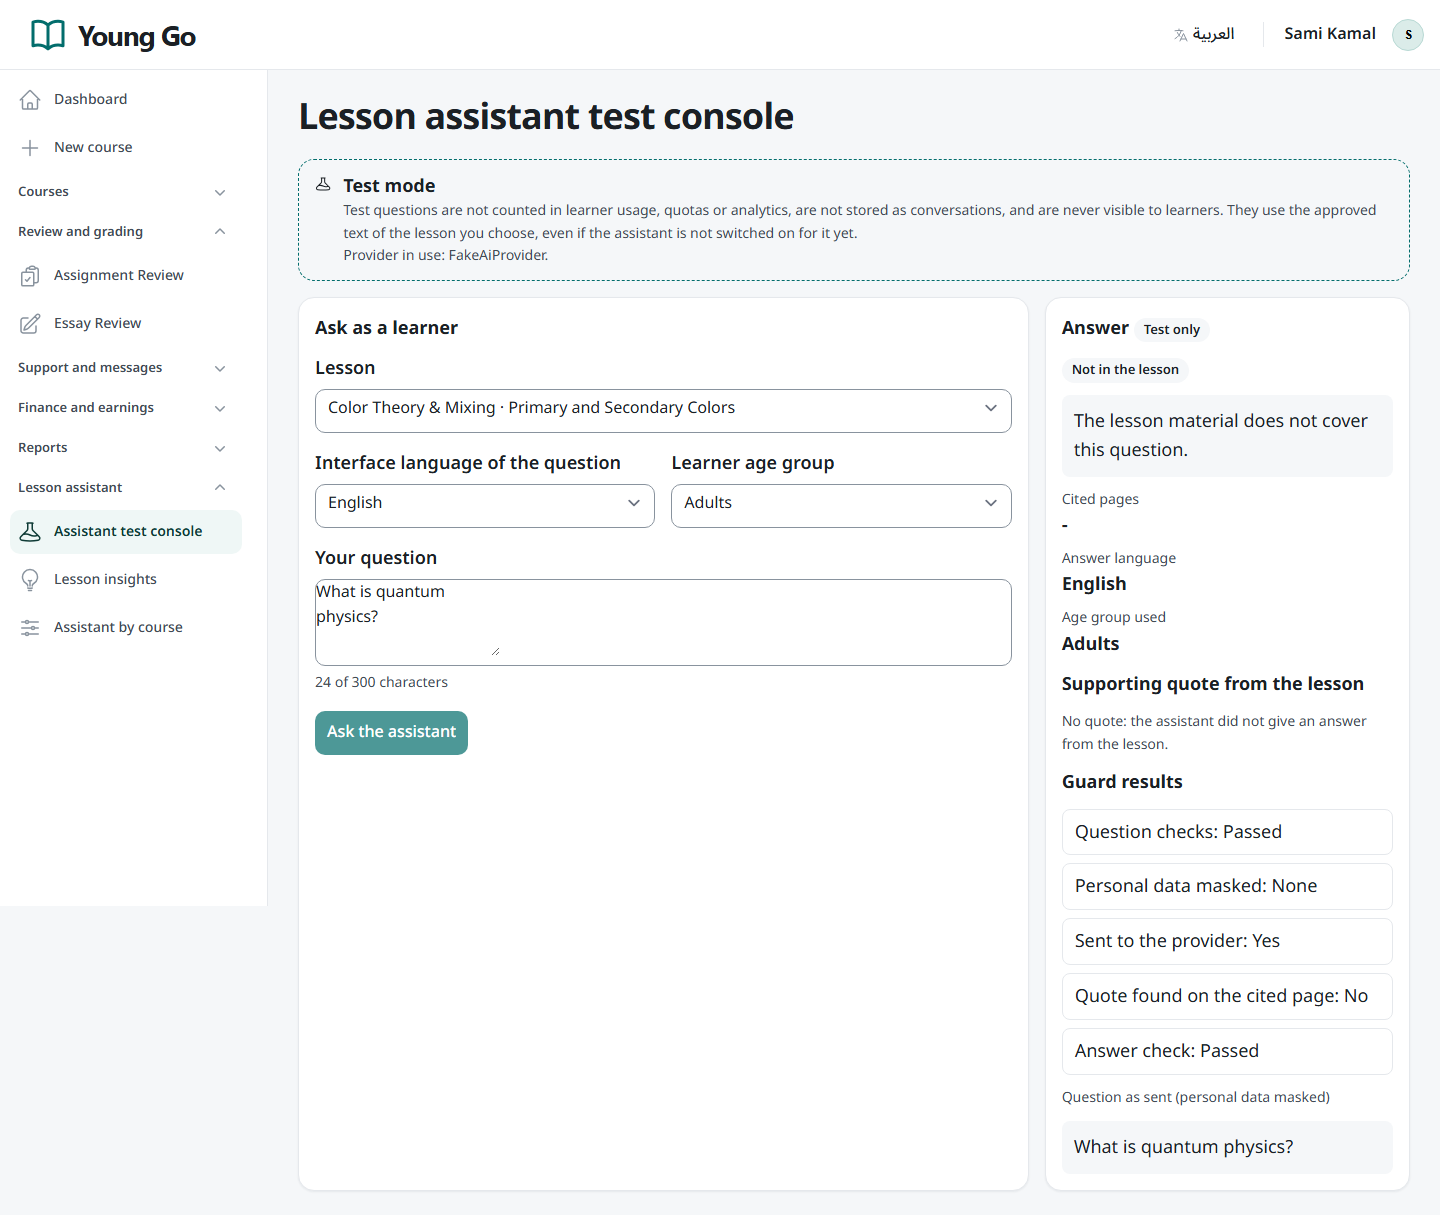 Young Go
العربية
Sami Kamal
S
Dashboard
New course
Courses
Review and grading
Assignment Review
Essay Review
Support and messages
Finance and earnings
Reports
Lesson assistant
Assistant test console
Lesson insights
Assistant by course
Lesson assistant test console
Test mode
Test questions are not counted in learner usage, quotas or analytics, are not stored as conversations, and are never visible to learners. They use the approved
text of the lesson you choose, even if the assistant is not switched on for it yet.
Provider in use: FakeAiProvider.
Ask as a learner
Lesson
Color Theory & Mixing · Primary and Secondary Colors
Interface language of the question
Learner age group
English
Adults
Your question
What is quantum
physics?
24 of 300 characters
Ask the assistant
Answer
Test only
Not in the lesson
The lesson material does not cover
this question.
Cited pages
-
Answer language
English
Age group used
Adults
Supporting quote from the lesson
No quote: the assistant did not give an answer
from the lesson.
Guard results
Question checks: Passed
Personal data masked: None
Sent to the provider: Yes
Quote found on the cited page: No
Answer check: Passed
Question as sent (personal data masked)
What is quantum physics?